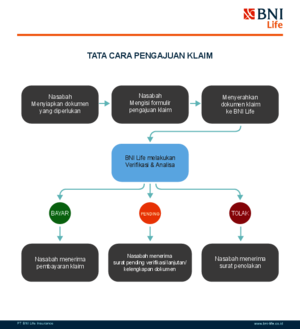 BNI
Life
TATA CARA PENGAJUAN KLAIM
Nasabah
Menyiapkan dokumen
yang diperlukan
Nasabah
Mengisi formulir
pengajuan klaim
Menyerahkan
dokumen klaim
ke BNI Life
BNI Life melakukan
Verifikasi & Analisa
BAYAR
PENDING
TOLAK
Nasabah menerima
pembayaran klaim
Nasabah menerima
surat pending verifikasi lanjutan/
kelengkapan dokumen
Nasabah menerima
surat penolakan
PT BNI Life Insurance
www.bni-life.co.id